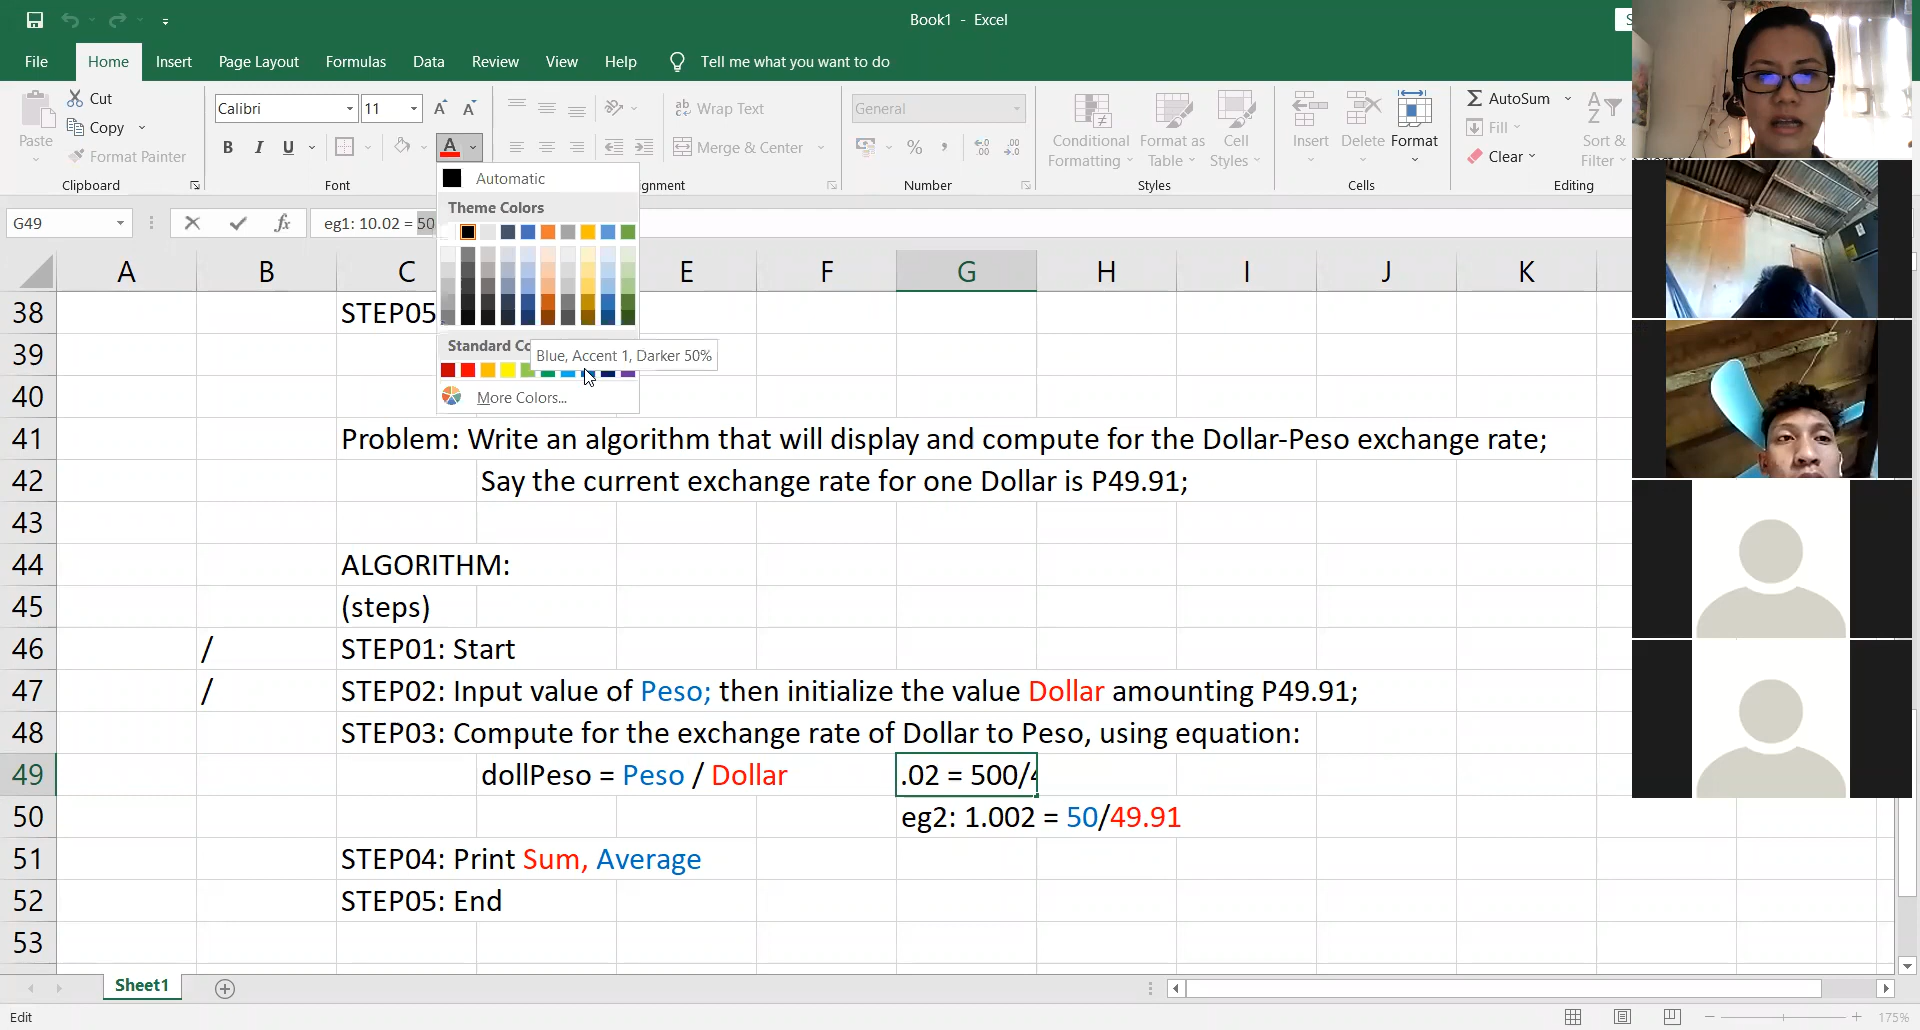 Book1 - Excel
S
File Home Insert Page Layout Formulas Data Review View Help Tell me what you want to do
Paste
Cut
Copy
Format Painter
Clipboard
Calibri 11
B I U
Font
Wrap Text
Merge & Center
nment
General
Number
Conditional Formatting
Format as Table
Cell Styles
Styles
Insert Delete Format
Cells
AutoSum
Fill
Clear
Sort & Filter
Editing
Automatic
Theme Colors
Standard Co
Blue, Accent 1, Darker 50%
More Colors...
G49
fx
eg1: 10.02 = 50
A B C E F G H I J K
38 STEP05
39
40
41 Problem: Write an algorithm that will display and compute for the Dollar-Peso exchange rate;
42 Say the current exchange rate for one Dollar is P49.91;
43
44 ALGORITHM:
45 (steps)
46 / STEP01: Start
47 / STEP02: Input value of Peso; then initialize the value Dollar amounting P49.91;
48 STEP03: Compute for the exchange rate of Dollar to Peso, using equation:
49 dollPeso = Peso / Dollar .02 = 500/4
50 eg2: 1.002 = 50/49.91
51 STEP04: Print Sum, Average
52 STEP05: End
53
Sheet1
Edit
175%